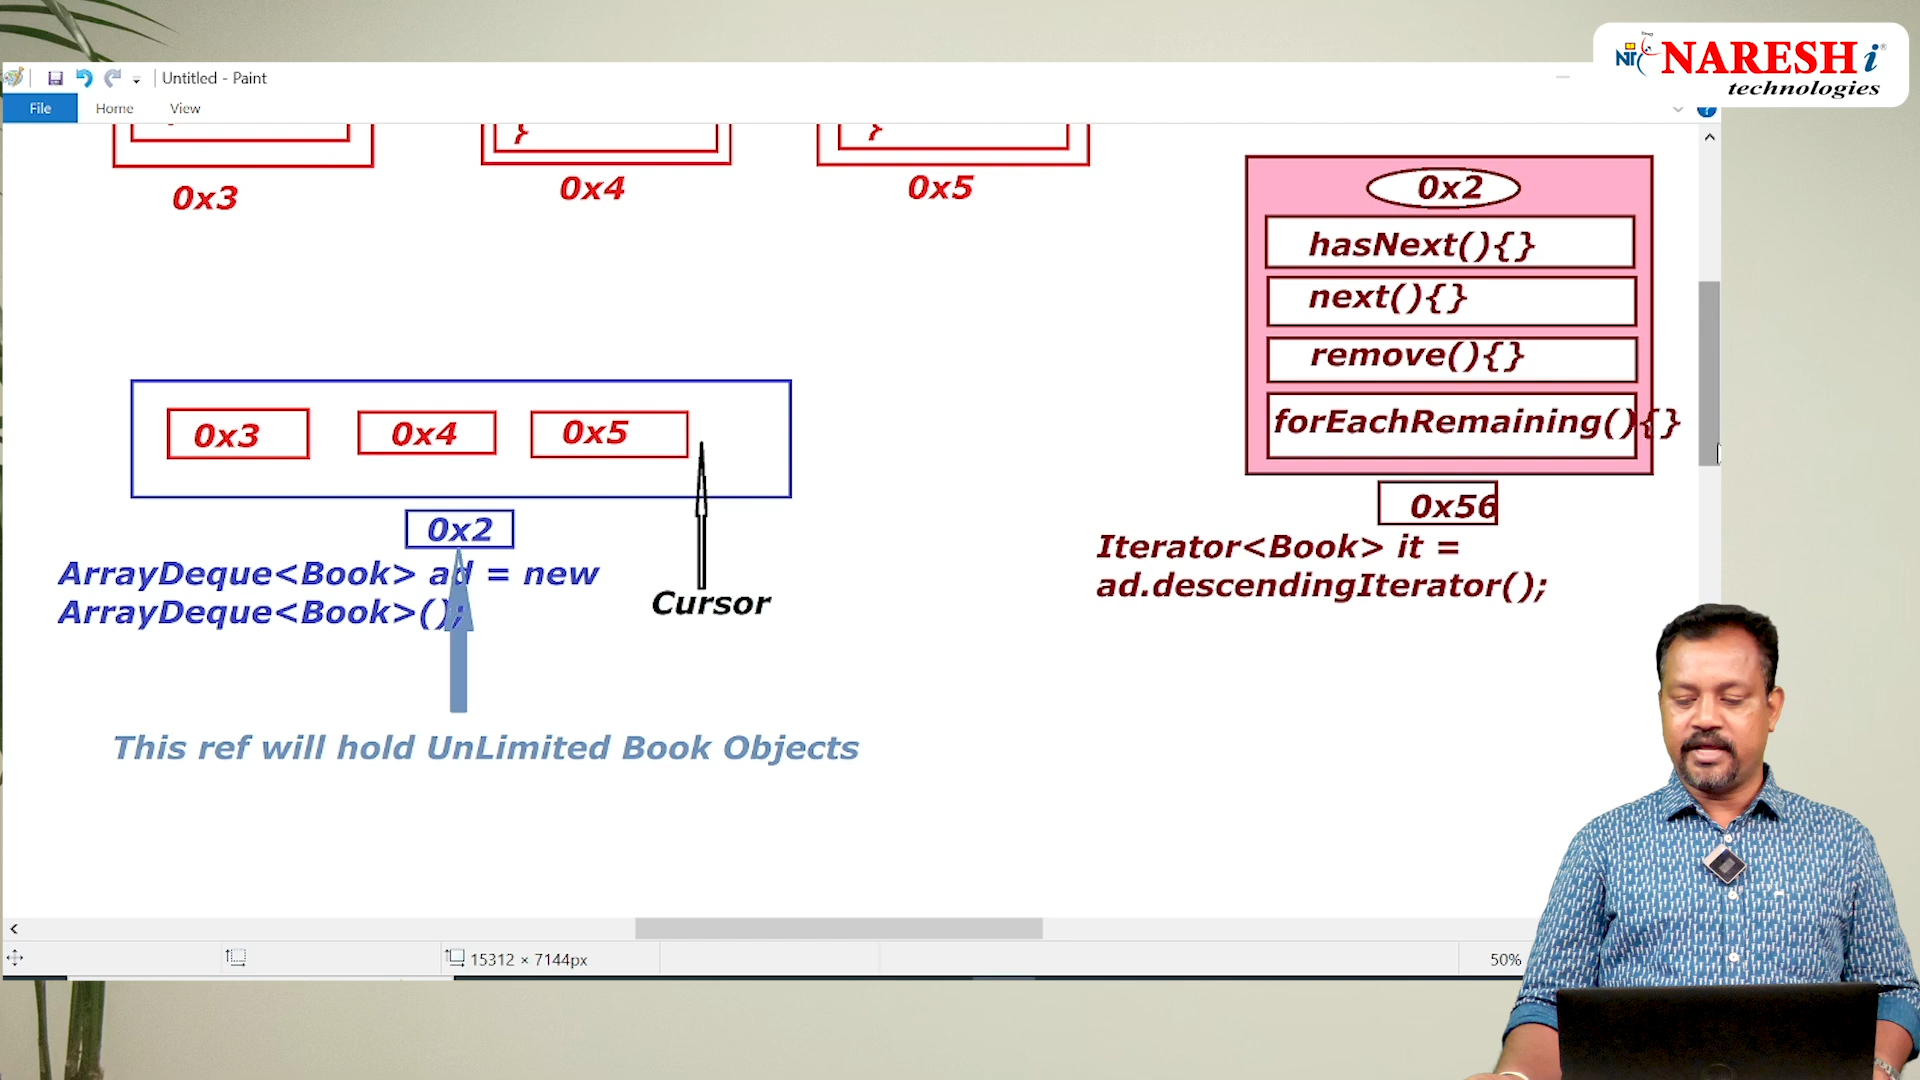 NARESH i
technologies
NT
Untitled - Paint
File Home View
} }
0x3 0x4 0x5
0x2
hasNext(){}
next(){}
remove(){}
forEachRemaining(){}
0x56
Iterator<Book> it =
ad.descendingIterator();
0x3 0x4 0x5
0x2
ArrayDeque<Book> ad = new
ArrayDeque<Book>();
Cursor
This ref will hold UnLimited Book Objects
15312 × 7144px
50%